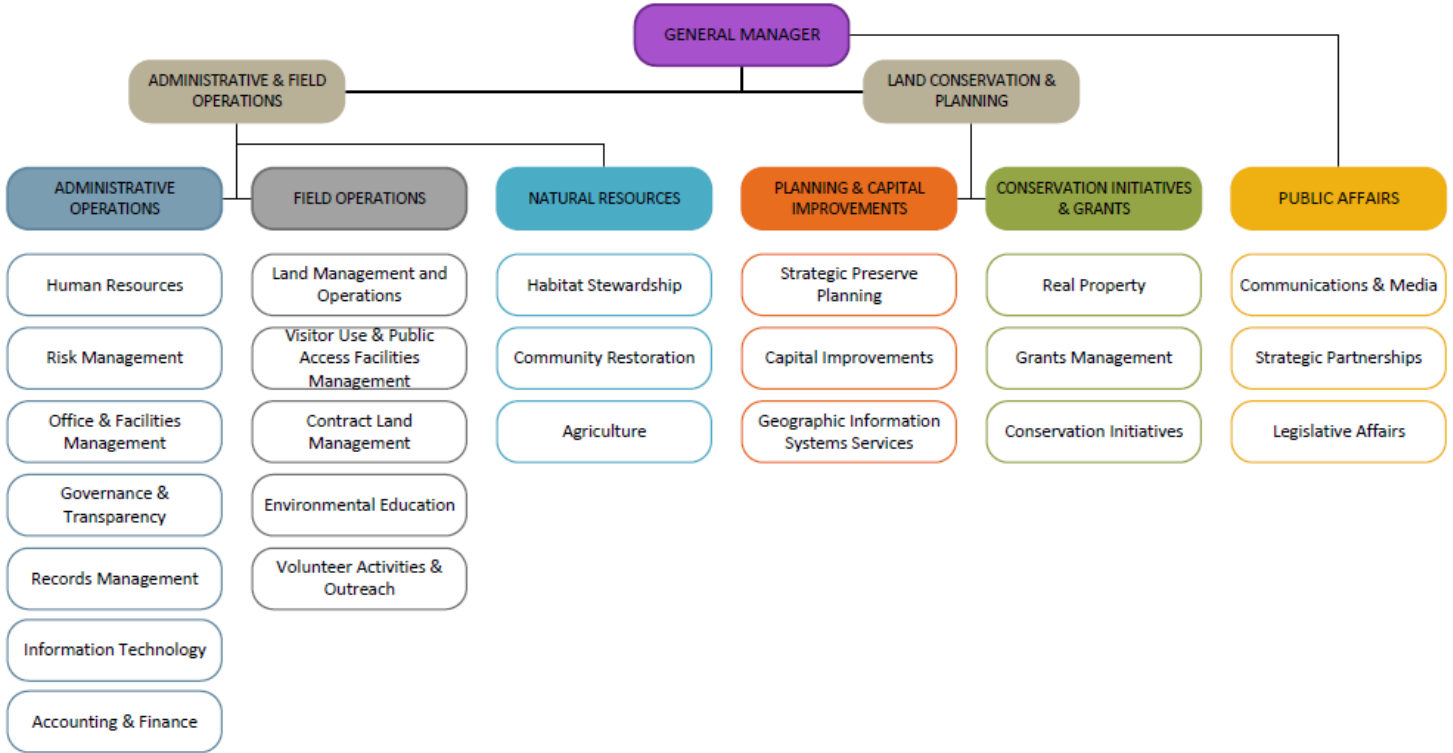 GENERAL MANAGER
ADMINISTRATIVE & FIELD
OPERATIONS
LAND CONSERVATION &
PLANNING
ADMINISTRATIVE
OPERATIONS
FIELD OPERATIONS
NATURAL RESOURCES
PLANNING & CAPITAL
IMPROVEMENTS
CONSERVATION INITIATIVES
& GRANTS
PUBLIC AFFAIRS
Human Resources
Risk Management
Office & Facilities
Management
Governance &
Transparency
Records Management
Information Technology
Accounting & Finance
Land Management and
Operations
Visitor Use & Public
Access Facilities
Management
Contract Land
Management
Environmental Education
Volunteer Activities &
Outreach
Habitat Stewardship
Community Restoration
Agriculture
Strategic Preserve
Planning
Capital Improvements
Geographic Information
Systems Services
Real Property
Grants Management
Conservation Initiatives
Communications & Media
Strategic Partnerships
Legislative Affairs